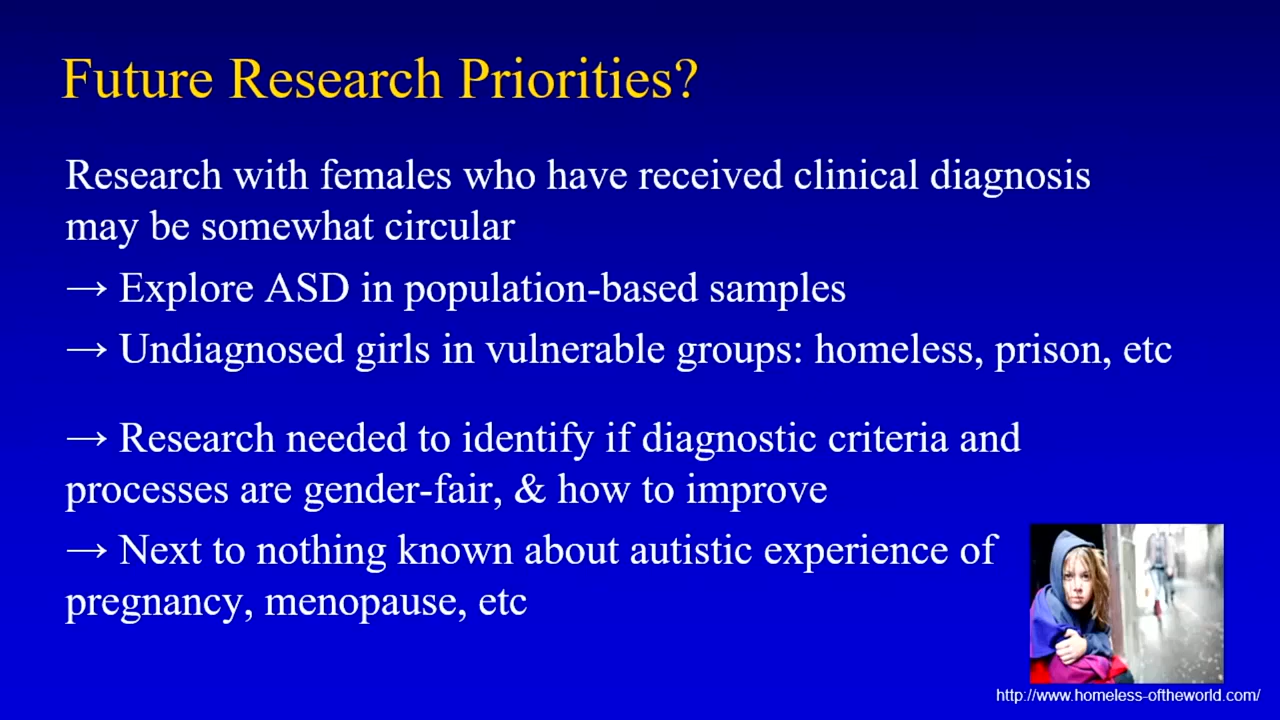 Future Research Priorities?
Research with females who have received clinical diagnosis
may be somewhat circular
→ Explore ASD in population-based samples
→ Undiagnosed girls in vulnerable groups: homeless, prison, etc
→ Research needed to identify if diagnostic criteria and
processes are gender-fair, & how to improve
→ Next to nothing known about autistic experience of
pregnancy, menopause, etc
http://www.homeless-oftheworld.com/